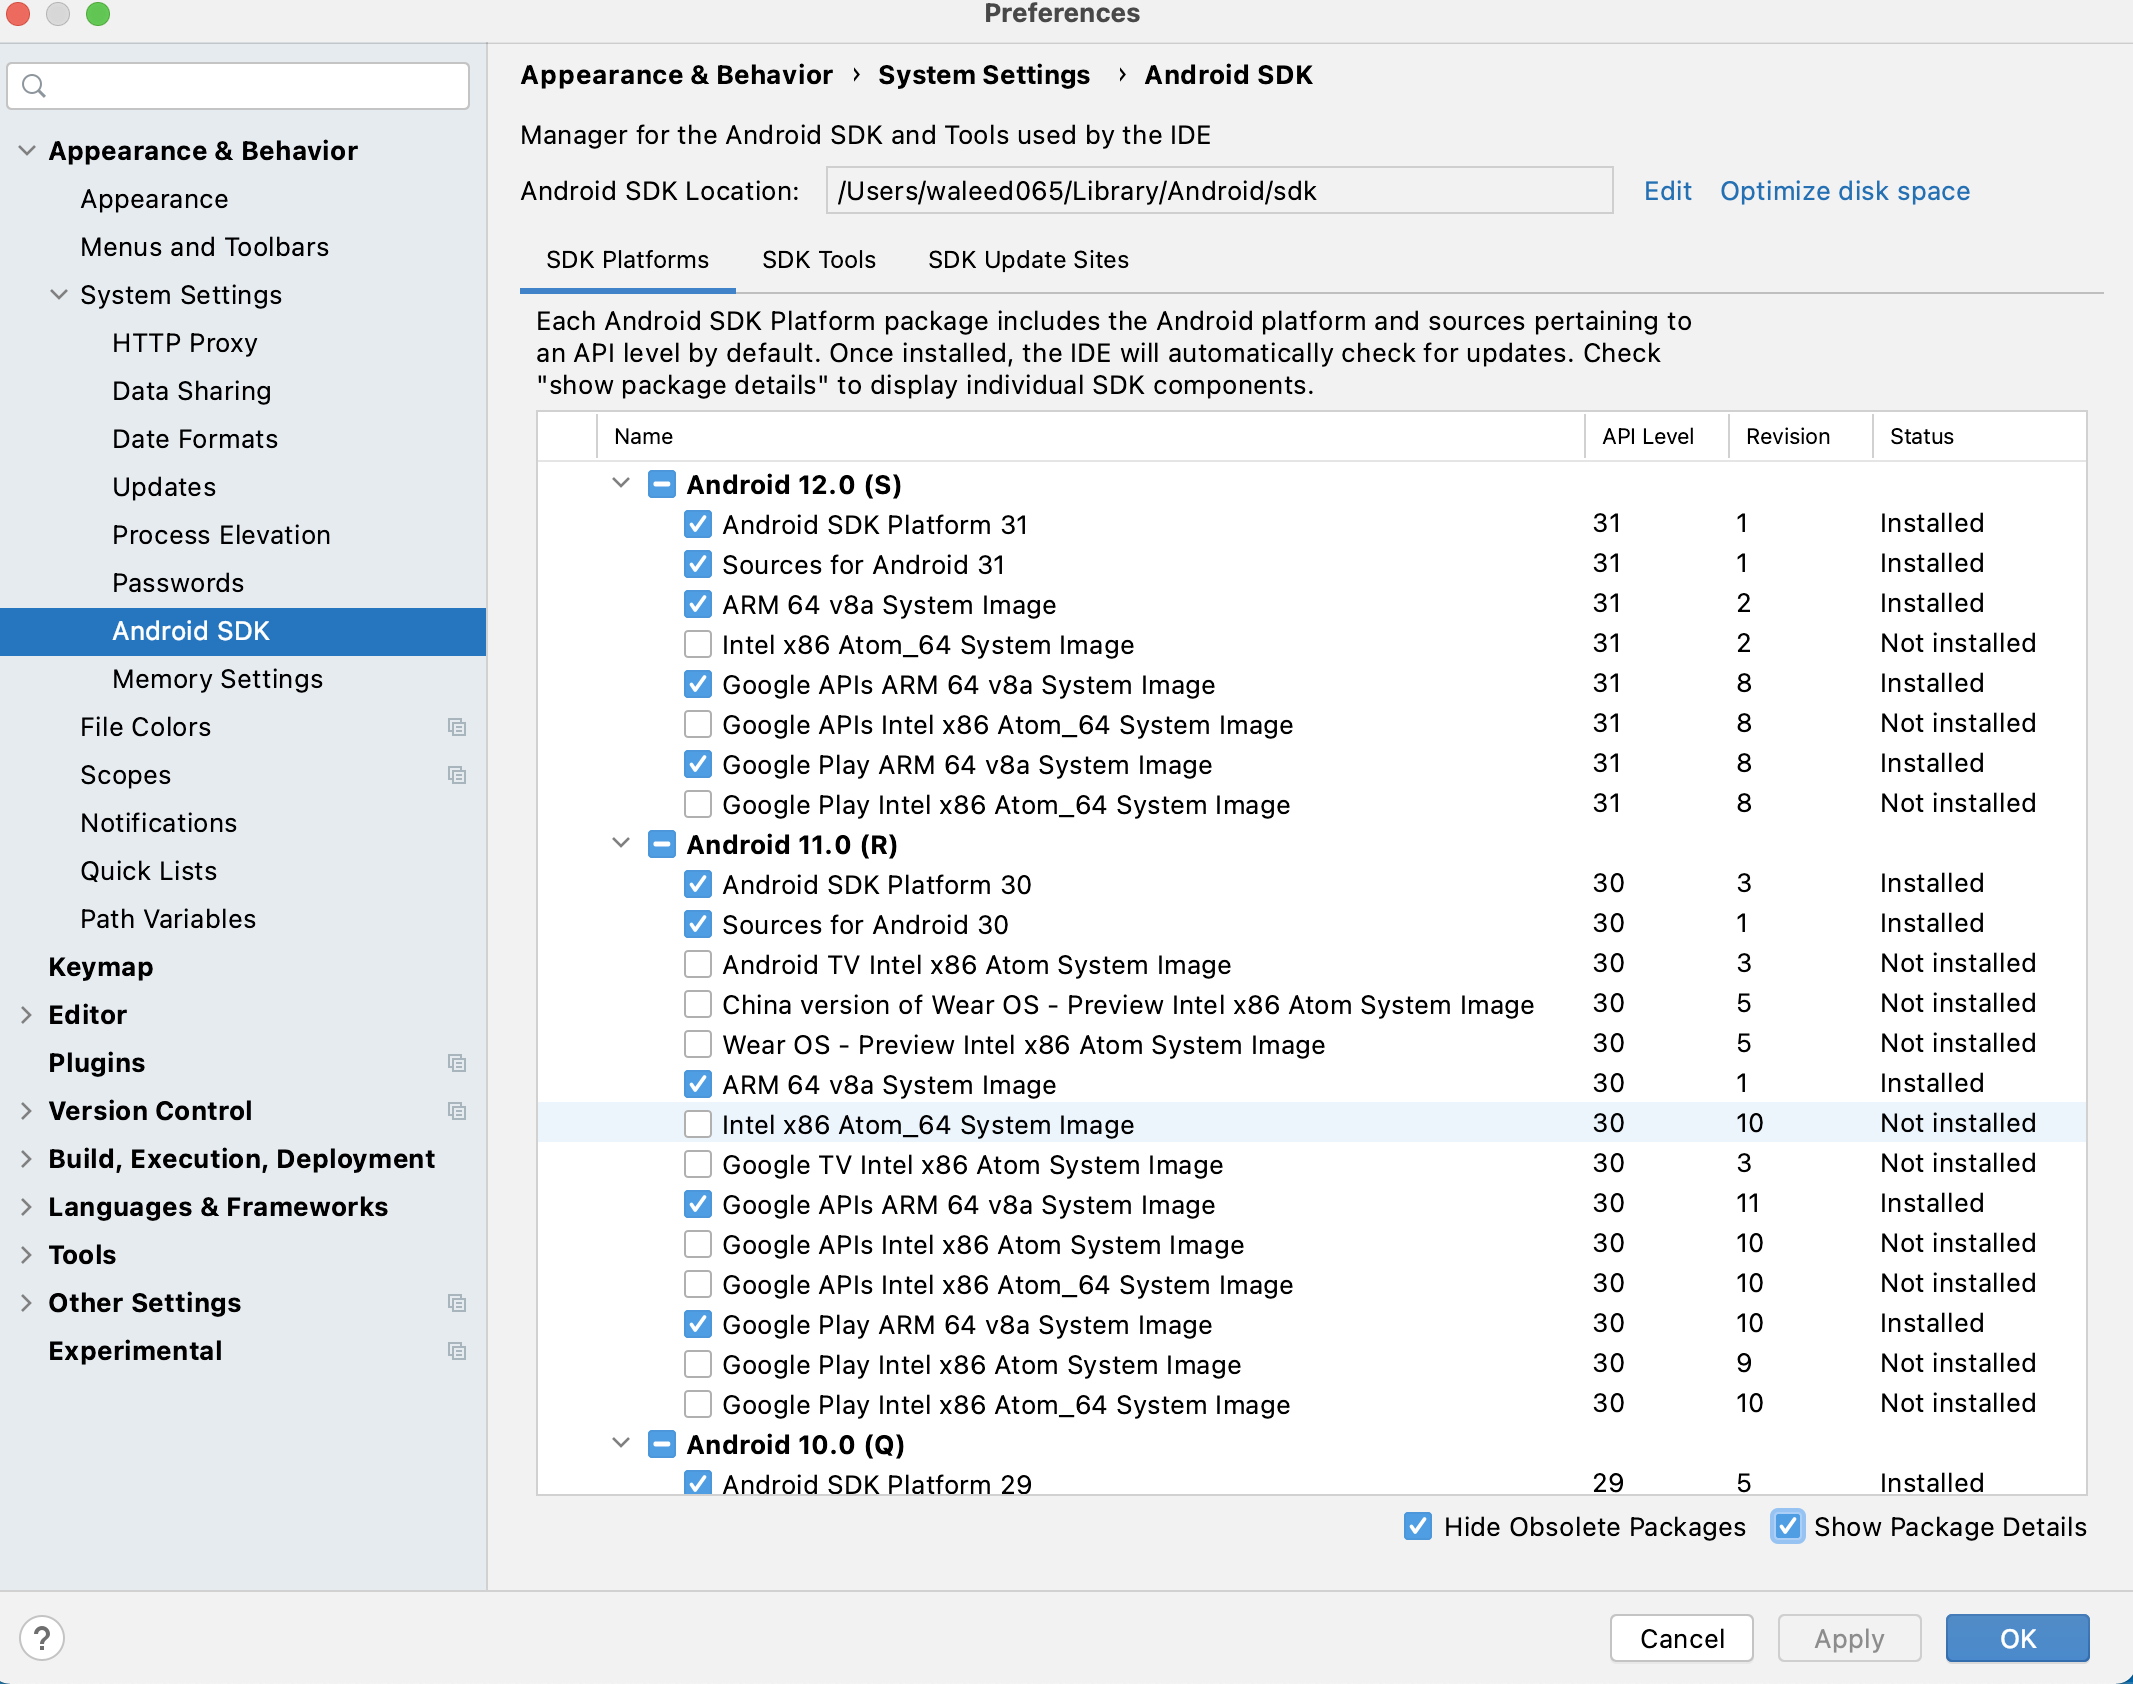 Preferences
Appearance & Behavior
Appearance
Menus and Toolbars
System Settings
HTTP Proxy
Data Sharing
Date Formats
Updates
Process Elevation
Passwords
Android SDK
Memory Settings
File Colors
Scopes
Notifications
Quick Lists
Path Variables
Keymap
Editor
Plugins
Version Control
Build, Execution, Deployment
Languages & Frameworks
Tools
Other Settings
Experimental
Appearance & Behavior › System Settings › Android SDK
Manager for the Android SDK and Tools used by the IDE
Android SDK Location: /Users/waleed065/Library/Android/sdk Edit Optimize disk space
SDK Platforms SDK Tools SDK Update Sites
Each Android SDK Platform package includes the Android platform and sources pertaining to
an API level by default. Once installed, the IDE will automatically check for updates. Check
"show package details" to display individual SDK components.
Name API Level Revision Status
Android 12.0 (S)
Android SDK Platform 31 31 1 Installed
Sources for Android 31 31 1 Installed
ARM 64 v8a System Image 31 2 Installed
Intel x86 Atom_64 System Image 31 2 Not installed
Google APIs ARM 64 v8a System Image 31 8 Installed
Google APIs Intel x86 Atom_64 System Image 31 8 Not installed
Google Play ARM 64 v8a System Image 31 8 Installed
Google Play Intel x86 Atom_64 System Image 31 8 Not installed
Android 11.0 (R)
Android SDK Platform 30 30 3 Installed
Sources for Android 30 30 1 Installed
Android TV Intel x86 Atom System Image 30 3 Not installed
China version of Wear OS - Preview Intel x86 Atom System Image 30 5 Not installed
Wear OS - Preview Intel x86 Atom System Image 30 5 Not installed
ARM 64 v8a System Image 30 1 Installed
Intel x86 Atom_64 System Image 30 10 Not installed
Google TV Intel x86 Atom System Image 30 3 Not installed
Google APIs ARM 64 v8a System Image 30 11 Installed
Google APIs Intel x86 Atom System Image 30 10 Not installed
Google APIs Intel x86 Atom_64 System Image 30 10 Not installed
Google Play ARM 64 v8a System Image 30 10 Installed
Google Play Intel x86 Atom System Image 30 9 Not installed
Google Play Intel x86 Atom_64 System Image 30 10 Not installed
Android 10.0 (Q)
Android SDK Platform 29 29 5 Installed
Hide Obsolete Packages Show Package Details
? Cancel Apply OK